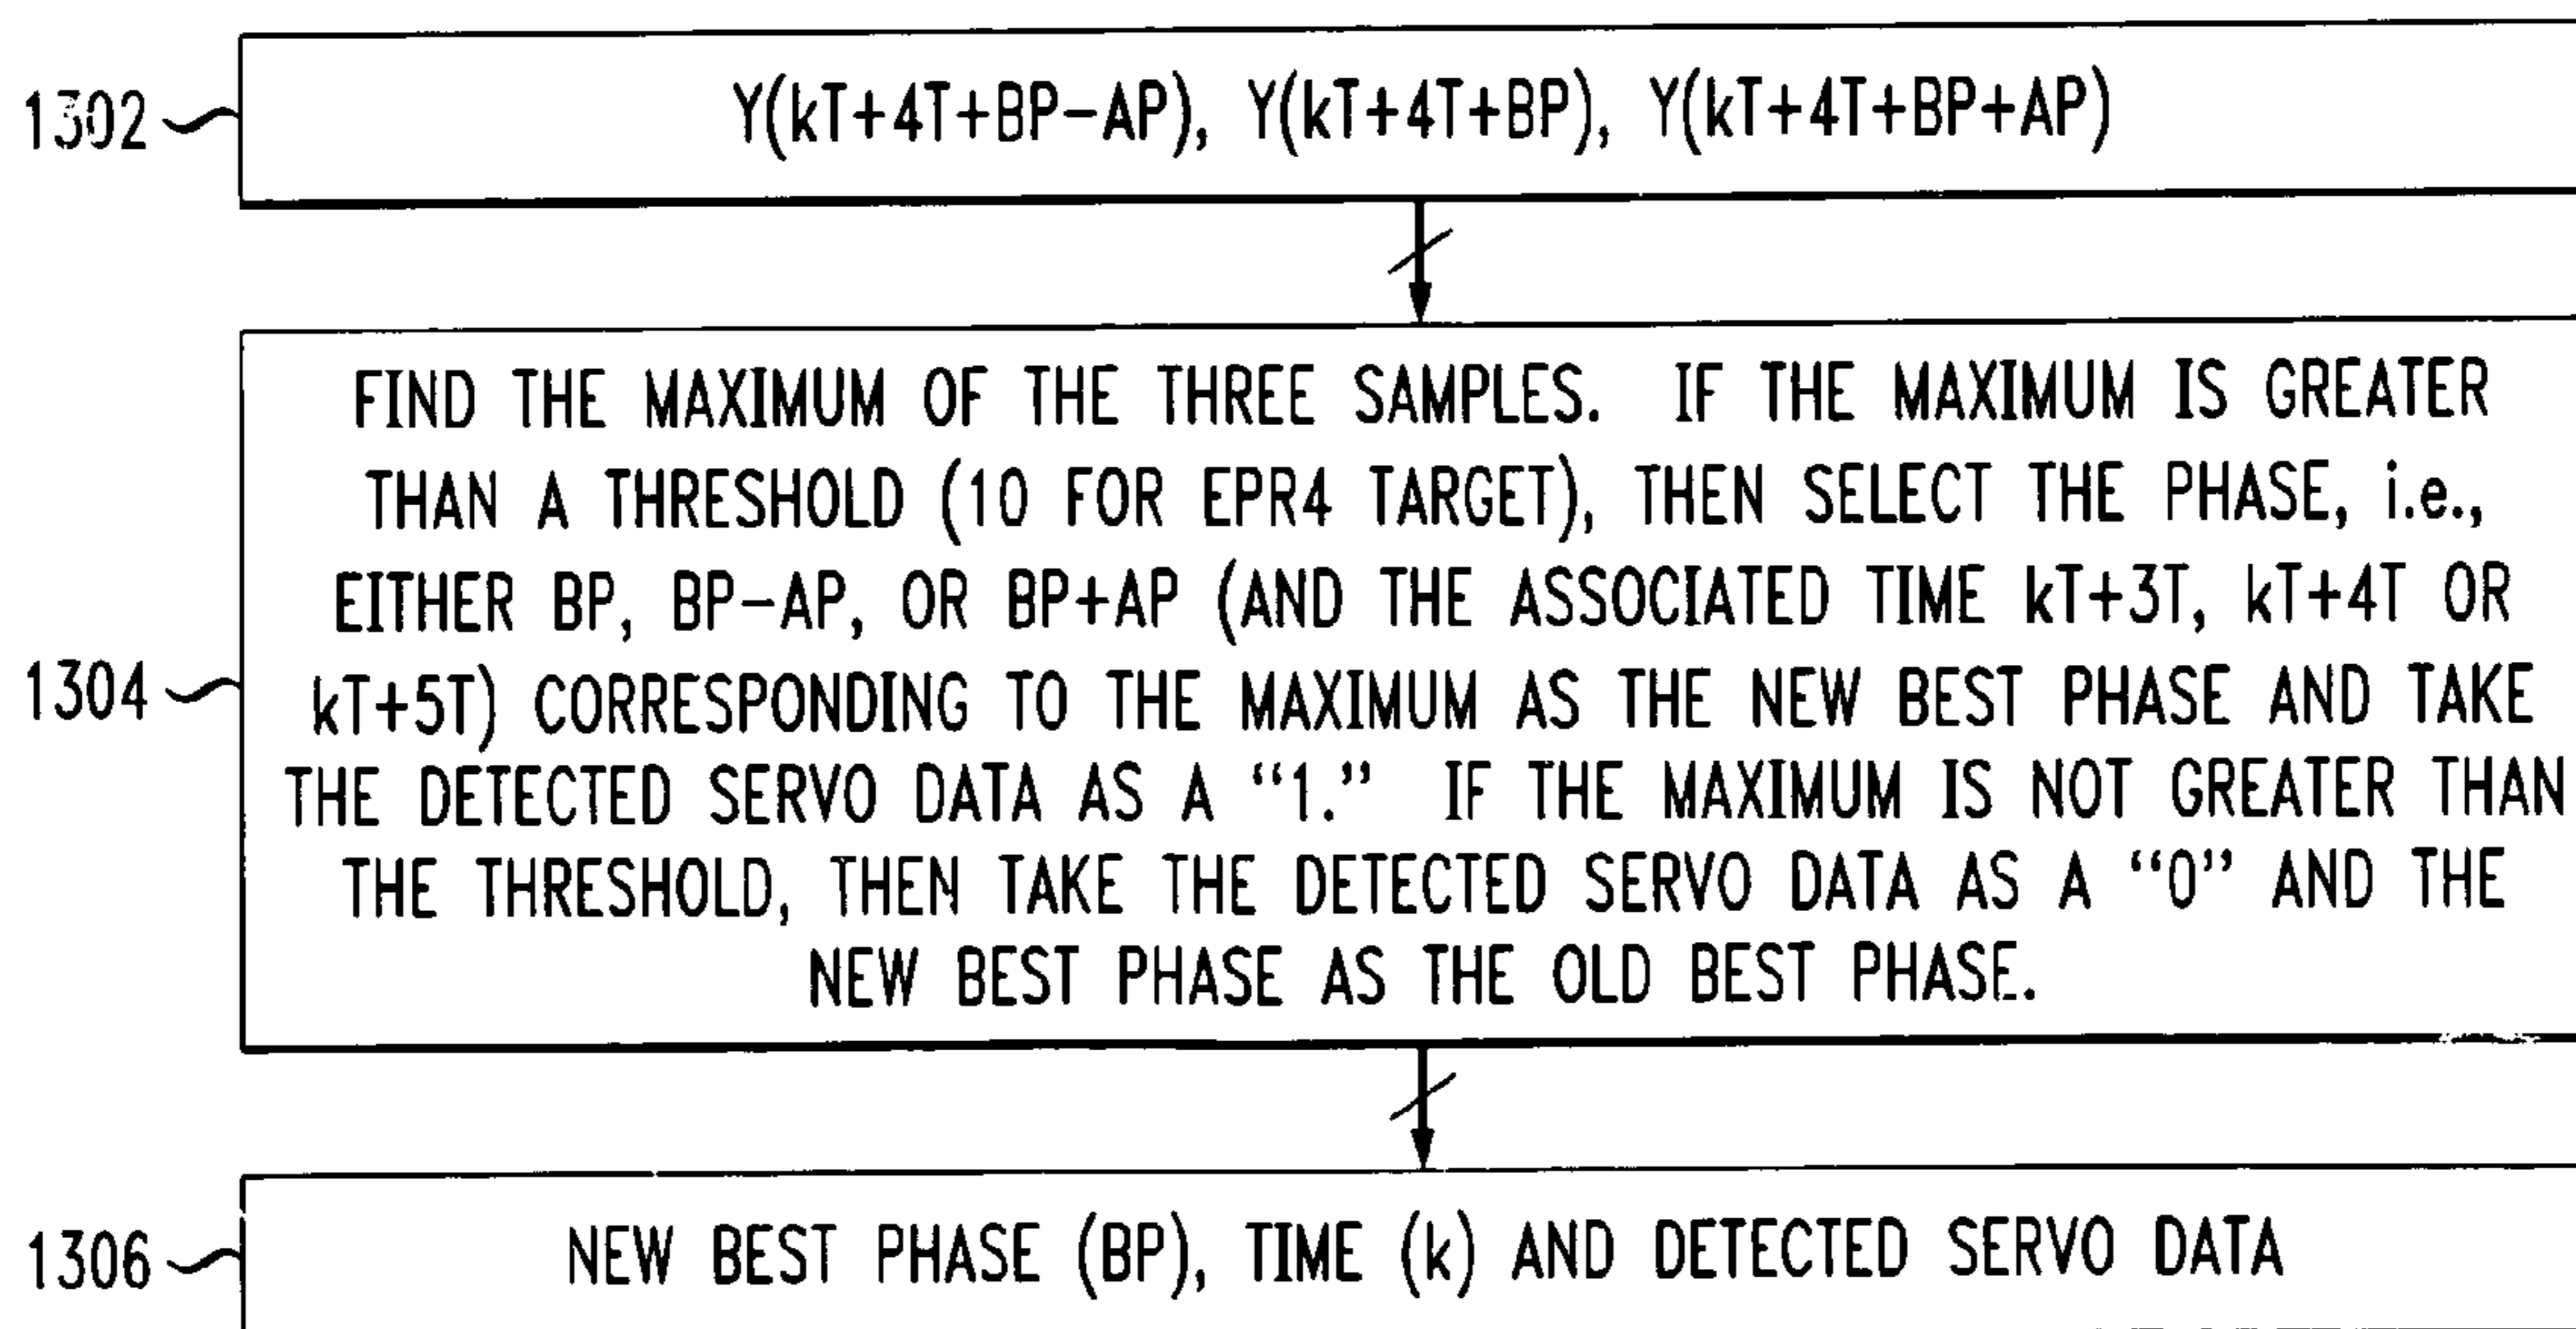 1302
Y(kT+4T+BP-AP), Y(kT+4T+BP), Y(kT+4T+BP+AP)
1304
FIND THE MAXIMUM OF THE THREE SAMPLES. IF THE MAXIMUM IS GREATER
THAN A THRESHOLD (10 FOR EPR4 TARGET), THEN SELECT THE PHASE, i.e.,
EITHER BP, BP-AP, OR BP+AP (AND THE ASSOCIATED TIME kT+3T, kT+4T OR
kT+5T) CORRESPONDING TO THE MAXIMUM AS THE NEW BEST PHASE AND TAKE
THE DETECTED SERVO DATA AS A “1.” IF THE MAXIMUM IS NOT GREATER THAN
THE THRESHOLD, THEN TAKE THE DETECTED SERVO DATA AS A “0” AND THE
NEW BEST PHASE AS THE OLD BEST PHASE.
1306
NEW BEST PHASE (BP), TIME (k) AND DETECTED SERVO DATA